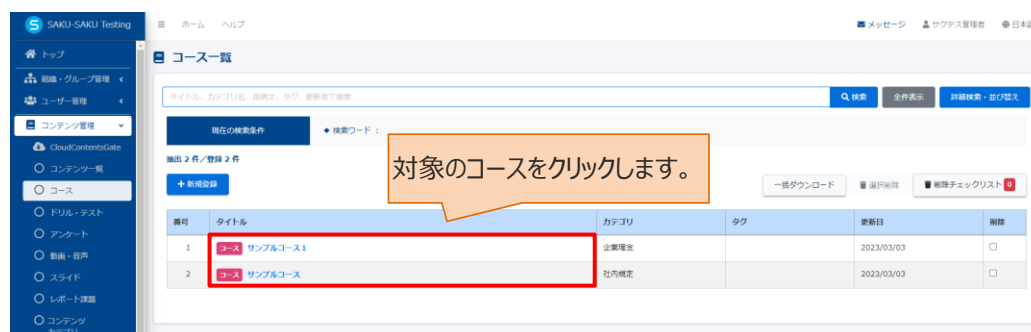 SAKU-SAKU Testing
ホーム ヘルプ
メッセージ サクテス管理者 日本語
トップ
組織・グループ管理
ユーザー管理
コンテンツ管理
CloudContentsGate
コンテンツ一覧
コース
ドリル・テスト
アンケート
動画・音声
スライド
レポート課題
コンテンツ
カテゴリ
コース一覧
タイトル、カテゴリ名、説明文、タグ、更新者で検索
検索 全件表示 詳細検索・並び替え
現在の検索条件 ◆ 検索ワード :
抽出 2 件/登録 2 件
対象のコースをクリックします。
+ 新規登録
一括ダウンロード 選択削除 削除チェックリスト 0
番号 タイトル カテゴリ タグ 更新日 削除
1 コース サンプルコース1 企業理念 2023/03/03
2 コース サンプルコース 社内規定 2023/03/03